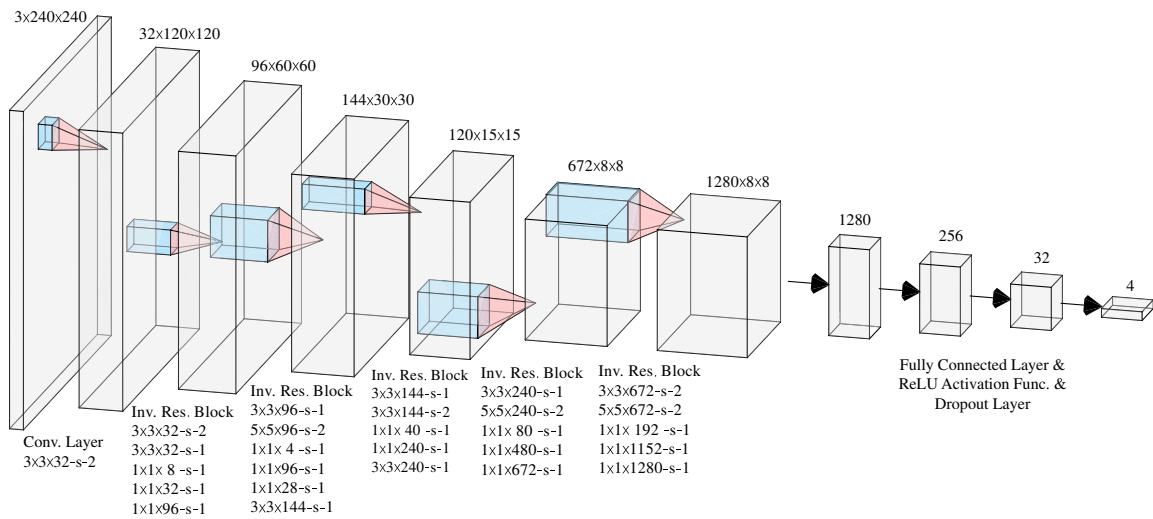 3x240x240
32x120x120
96x60x60
144x30x30
120x15x15
672x8x8
1280x8x8
1280
256
32
4
Conv. Layer
3x3x32-s-2
Inv. Res. Block
3x3x32-s-2
3x3x32-s-1
1x1x 8 -s-1
1x1x32-s-1
1x1x96-s-1
Inv. Res. Block
3x3x96-s-1
5x5x96-s-2
1x1x 4 -s-1
1x1x96-s-1
1x1x28-s-1
3x3x144-s-1
Inv. Res. Block
3x3x144-s-1
3x3x144-s-2
1x1x 40 -s-1
1x1x240-s-1
3x3x240-s-1
Inv. Res. Block
3x3x240-s-1
5x5x240-s-2
1x1x 80 -s-1
1x1x480-s-1
1x1x672-s-1
Inv. Res. Block
3x3x672-s-2
5x5x672-s-2
1x1x 192 -s-1
1x1x1152-s-1
1x1x1280-s-1
Fully Connected Layer &
ReLU Activation Func. &
Dropout Layer